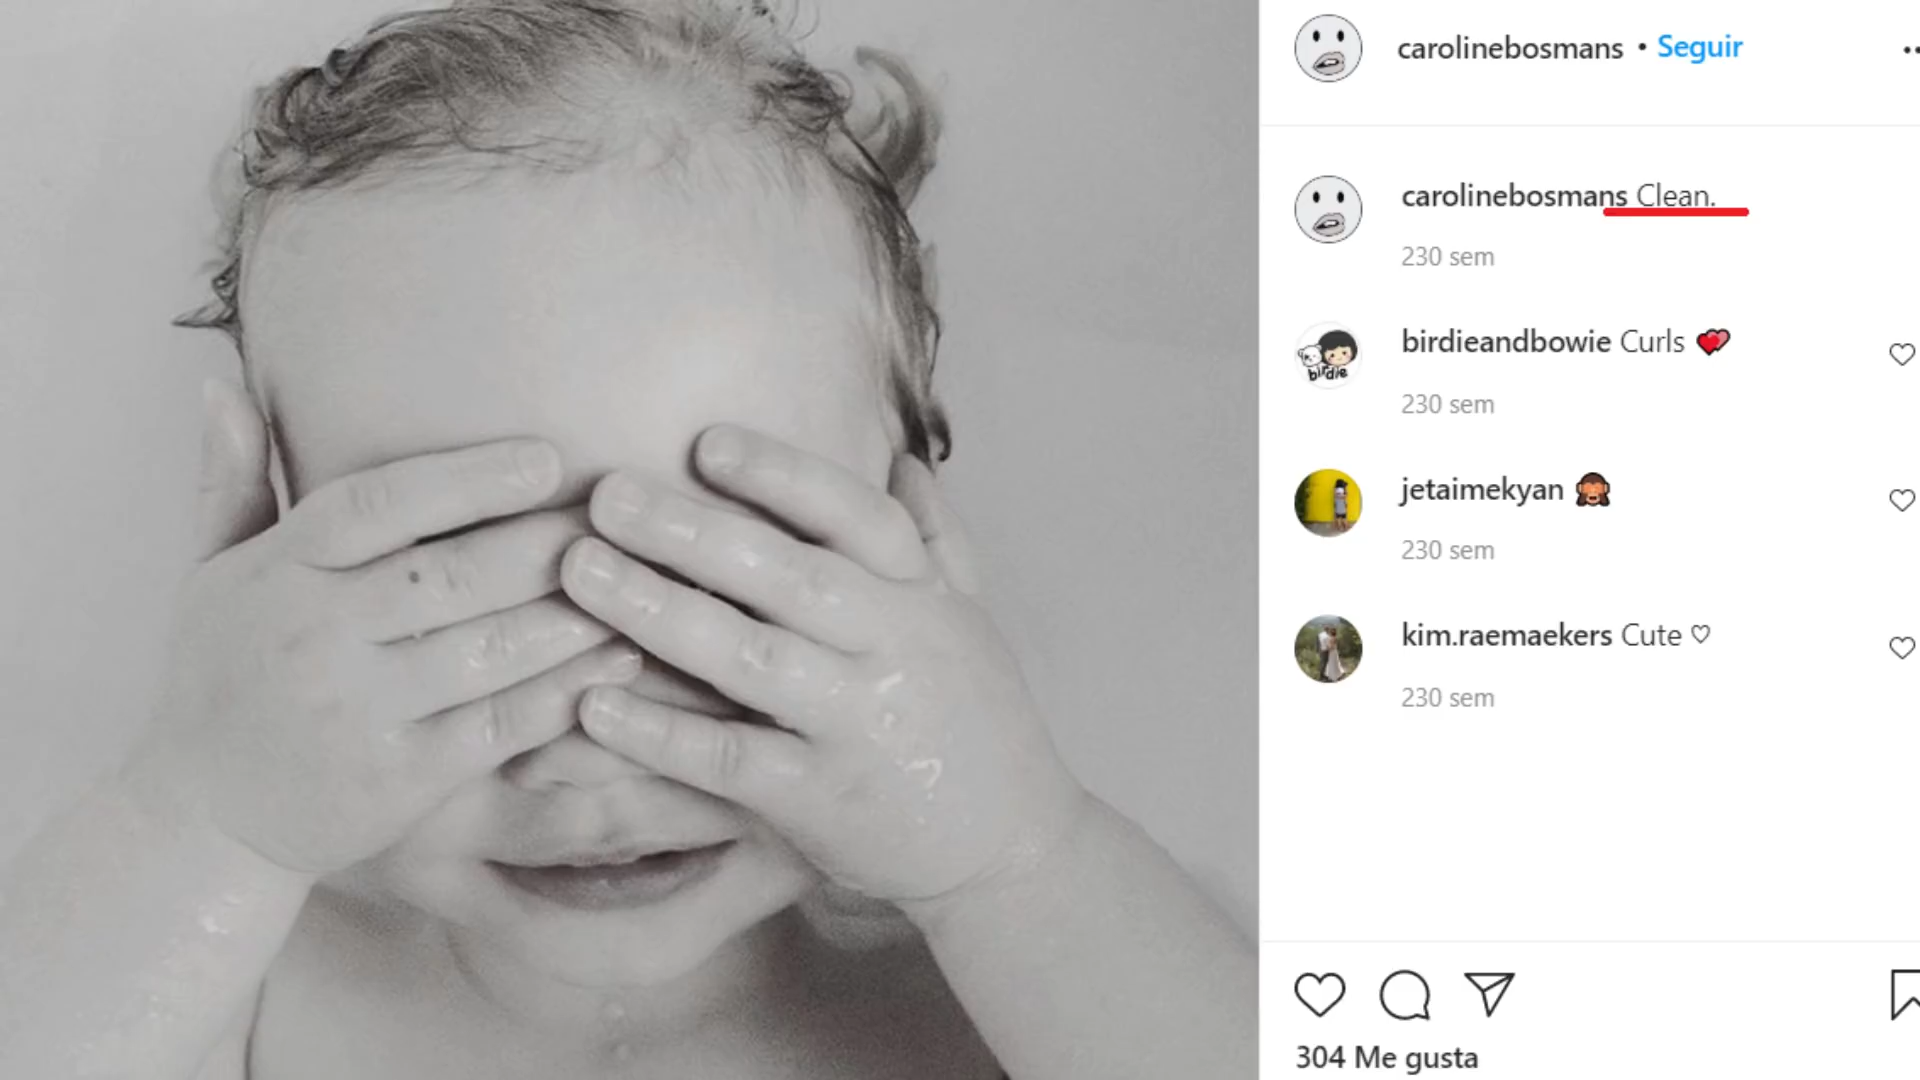 carolinebosmans • Seguir
carolinebosmans Clean.
230 sem
birdieandbowie Curls 💕
230 sem
birdie
jetaimekyan 🙈
230 sem
kim.raemaekers Cute ♡
230 sem
304 Me gusta